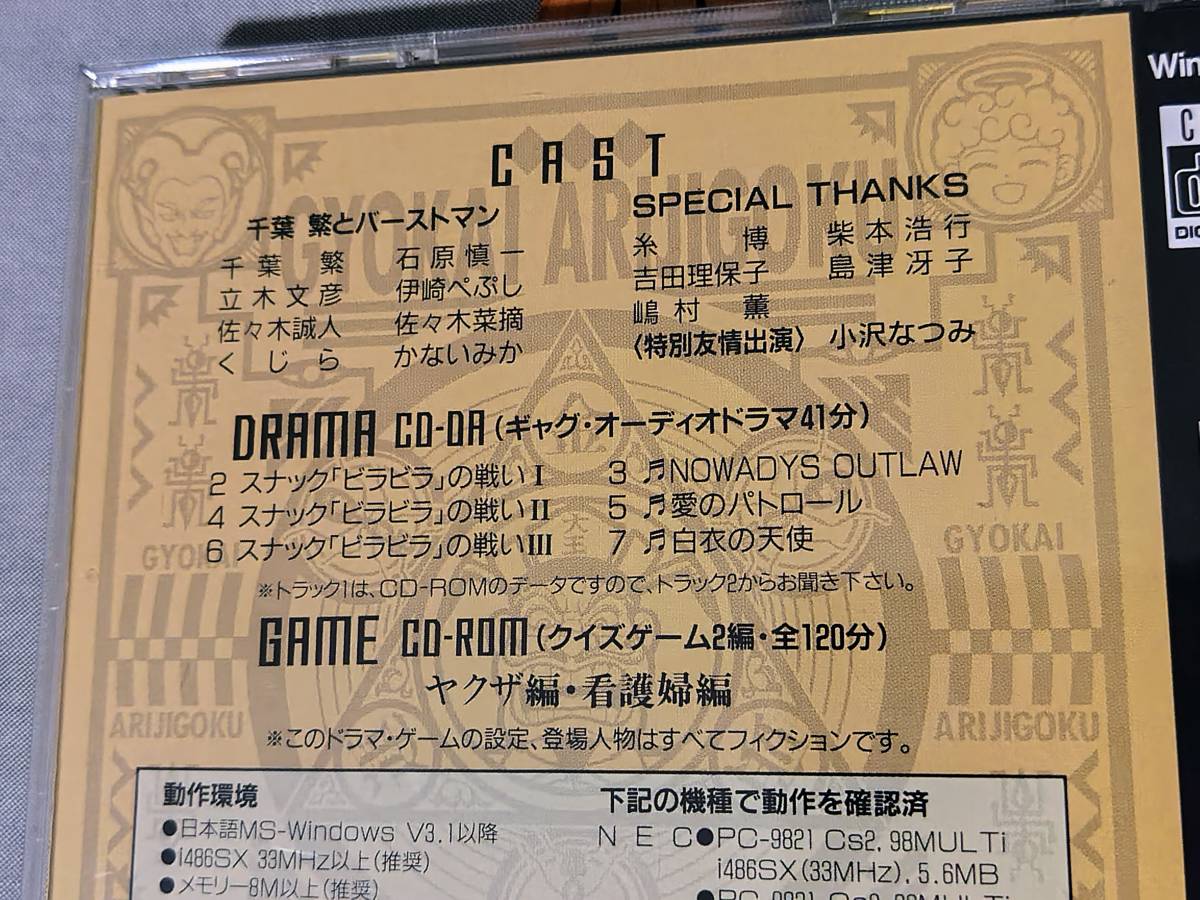 CAST
GYOKAI ARIJIGOKU
千葉 繁とバーストマン
千葉 繁 石原慎一
立木文彦 伊崎ぺぷし
佐々木誠人 佐々木菜摘
くじら かないみか
SPECIAL THANKS
糸 博 柴本浩行
吉田理保子 島津冴子
嶋村 薫
〈特別友情出演〉 小沢なつみ
DRAMA CD-DA(ギャグ・オーディオドラマ41分)
2 スナック「ビラビラ」の戦いI 3 ♬NOWADYS OUTLAW
4 スナック「ビラビラ」の戦いII 5 ♬愛のパトロール
6 スナック「ビラビラ」の戦いIII 7 ♬白衣の天使
※トラック1は、CD-ROMのデータですので、トラック2からお聞き下さい。
GYOKAI GYOKAI
GAME CD-ROM(クイズゲーム2編・全120分)
ヤクザ編・看護婦編
ARIJIGOKU ARIJIGOKU
※このドラマ・ゲームの設定、登場人物はすべてフィクションです。
動作環境
●日本語MS-Windows V3.1以降
●i486SX 33MHz以上(推奨)
●メモリー8M以上(推奨)
下記の機種で動作を確認済
NEC●PC-9821 Cs2. 98MULTi
i486SX(33MHz), 5.6MB
Win